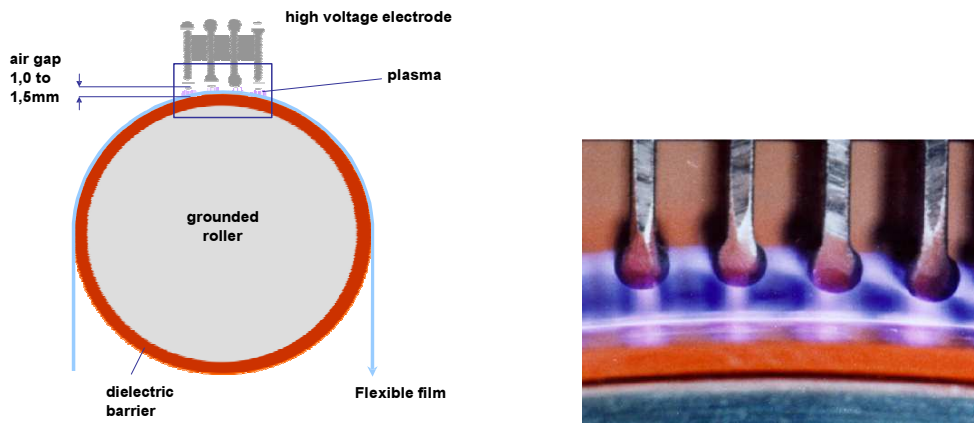 high voltage electrode
air gap
1,0 to
1,5mm
plasma
grounded
roller
dielectric
barrier
Flexible film